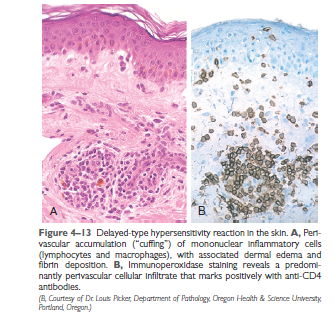 A
B
Figure 4–13 Delayed-type hypersensitivity reaction in the skin. A, Peri-
vascular accumulation (“cuffing”) of mononuclear inflammatory cells
(lymphocytes and macrophages), with associated dermal edema and
fibrin deposition. B, Immunoperoxidase staining reveals a predomi-
nantly perivascular cellular infiltrate that marks positively with anti-CD4
antibodies.
(B, Courtesy of Dr. Louis Picker, Department of Pathology, Oregon Health & Science University,
Portland, Oregon.)